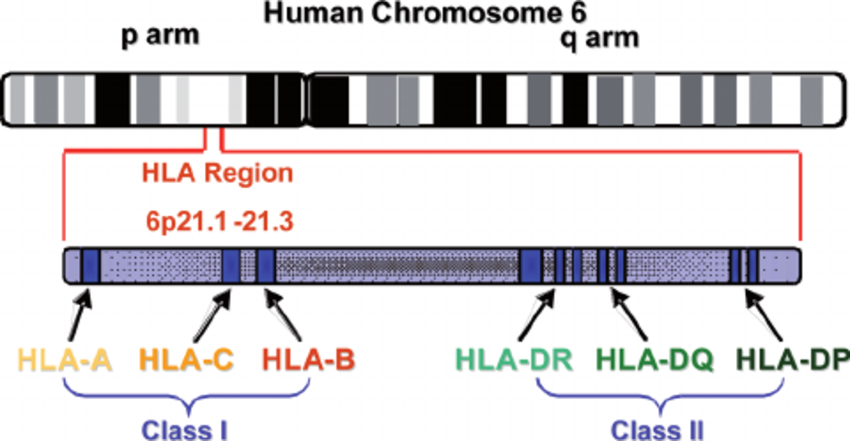 Human Chromosome 6
p arm
q arm
HLA Region
6p21.1 -21.3
HLA-A HLA-C HLA-B HLA-DR HLA-DQ HLA-DP
Class I Class II